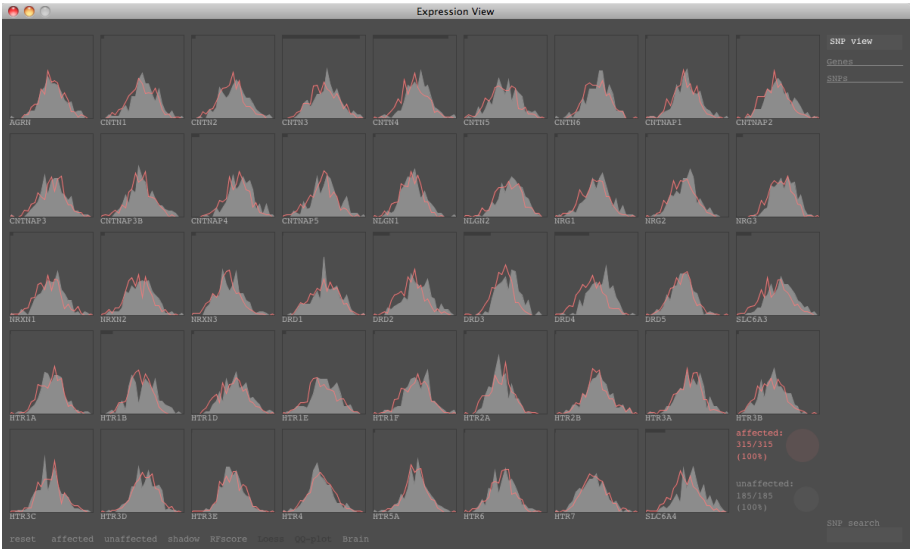 Expression View
SNP view
Genes
SNPs
AGRN CNTN1 CNTN2 CNTN3 CNTN4 CNTN5 CNTN6 CNTNAP1 CNTNAP2
CNTNAP3 CNTNAP3B CNTNAP4 CNTNAP5 NLGN1 NLGN2 NRG1 NRG2 NRG3
NRXN1 NRXN2 NRXN3 DRD1 DRD2 DRD3 DRD4 DRD5 SLC6A3
HTR1A HTR1B HTR1D HTR1E HTR1F HTR2A HTR2B HTR3A HTR3B
HTR3C HTR3D HTR3E HTR4 HTR5A HTR6 HTR7 SLC6A4
affected:
315/315
(100%)
unaffected:
185/185
(100%)
SNP search
reset affected unaffected shadow RFscore QQ-plot Brain